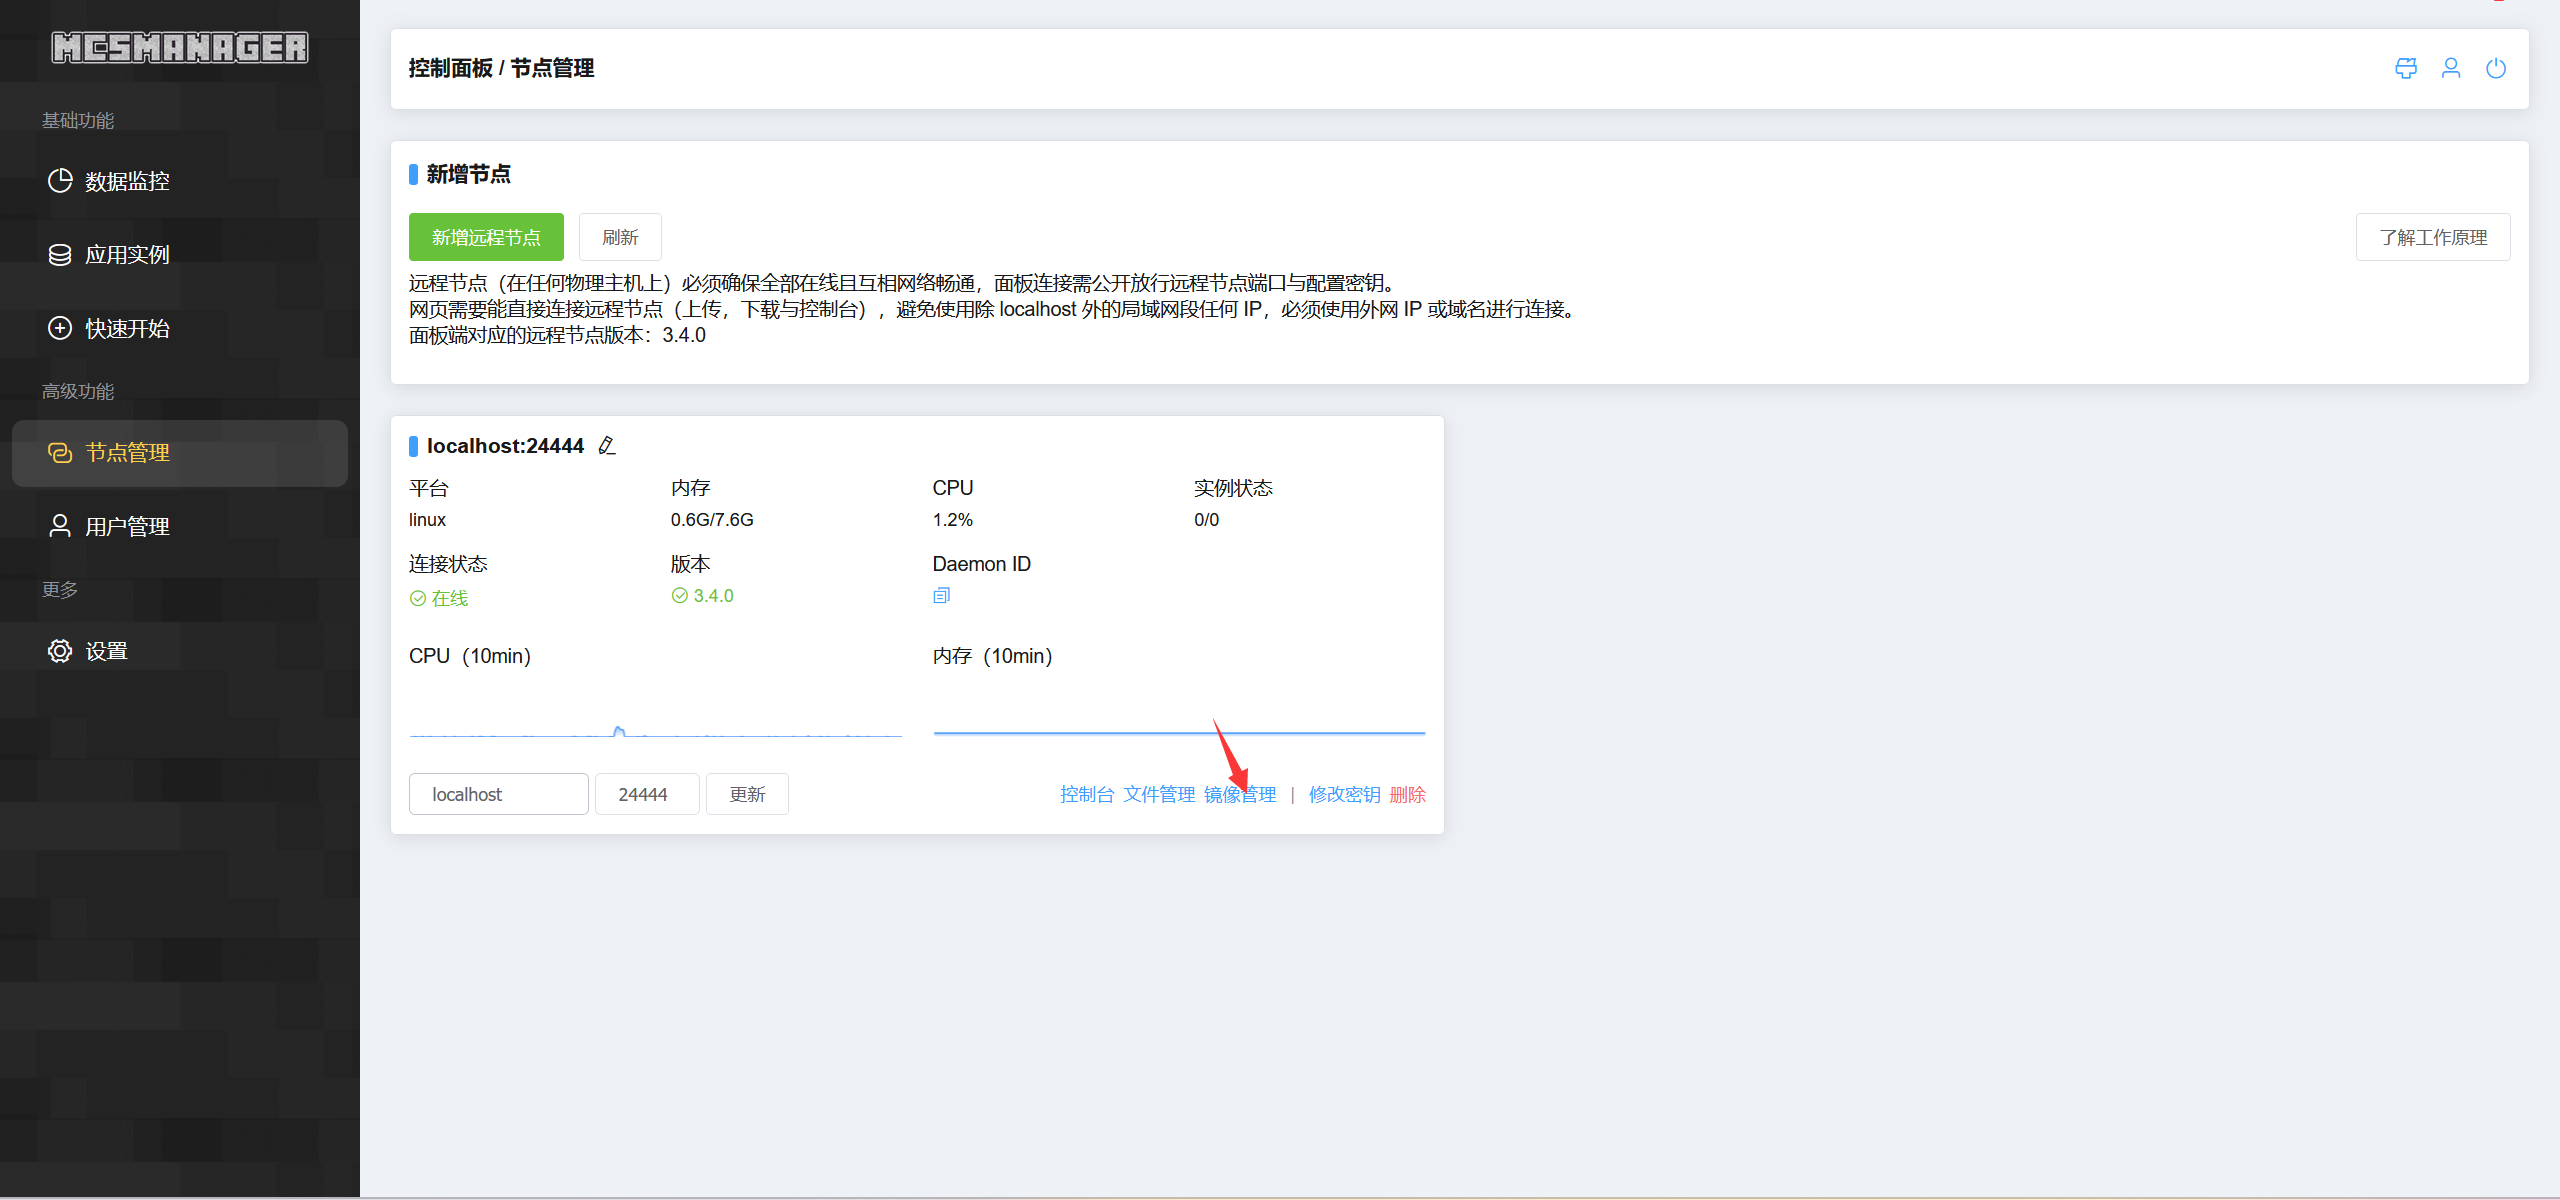 MCSMANAGER
基础功能
数据监控
应用实例
快速开始
高级功能
节点管理
用户管理
更多
设置
控制面板 / 节点管理
新增节点
新增远程节点
刷新
了解工作原理
远程节点（在任何物理主机上）必须确保全部在线且互相网络畅通，面板连接需公开放行远程节点端口与配置密钥。
网页需要能直接连接远程节点（上传，下载与控制台），避免使用除 localhost 外的局域网段任何 IP，必须使用外网 IP 或域名进行连接。
面板端对应的远程节点版本：3.4.0
localhost:24444
平台 内存 CPU 实例状态
linux 0.6G/7.6G 1.2% 0/0
连接状态 版本 Daemon ID
在线 3.4.0
CPU（10min） 内存（10min）
localhost 24444 更新 控制台 文件管理 镜像管理 | 修改密钥 删除